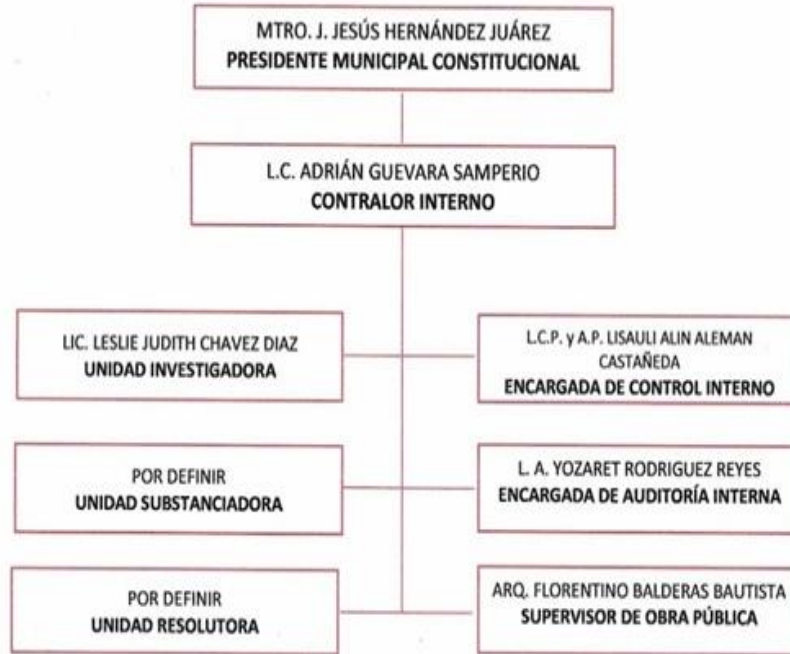 MTRO. J. JESÚS HERNÁNDEZ JUÁREZ
PRESIDENTE MUNICIPAL CONSTITUCIONAL
L.C. ADRIÁN GUEVARA SAMPERIO
CONTRALOR INTERNO
LIC. LESLIE JUDITH CHAVEZ DIAZ
UNIDAD INVESTIGADORA
L.C.P. y A.P. LISAULI ALIN ALEMAN
CASTAÑEDA
ENCARGADA DE CONTROL INTERNO
POR DEFINIR
UNIDAD SUBSTANCIADORA
L. A. YOZARET RODRIGUEZ REYES
ENCARGADA DE AUDITORÍA INTERNA
POR DEFINIR
UNIDAD RESOLUTORA
ARQ. FLORENTINO BALDERAS BAUTISTA
SUPERVISOR DE OBRA PÚBLICA